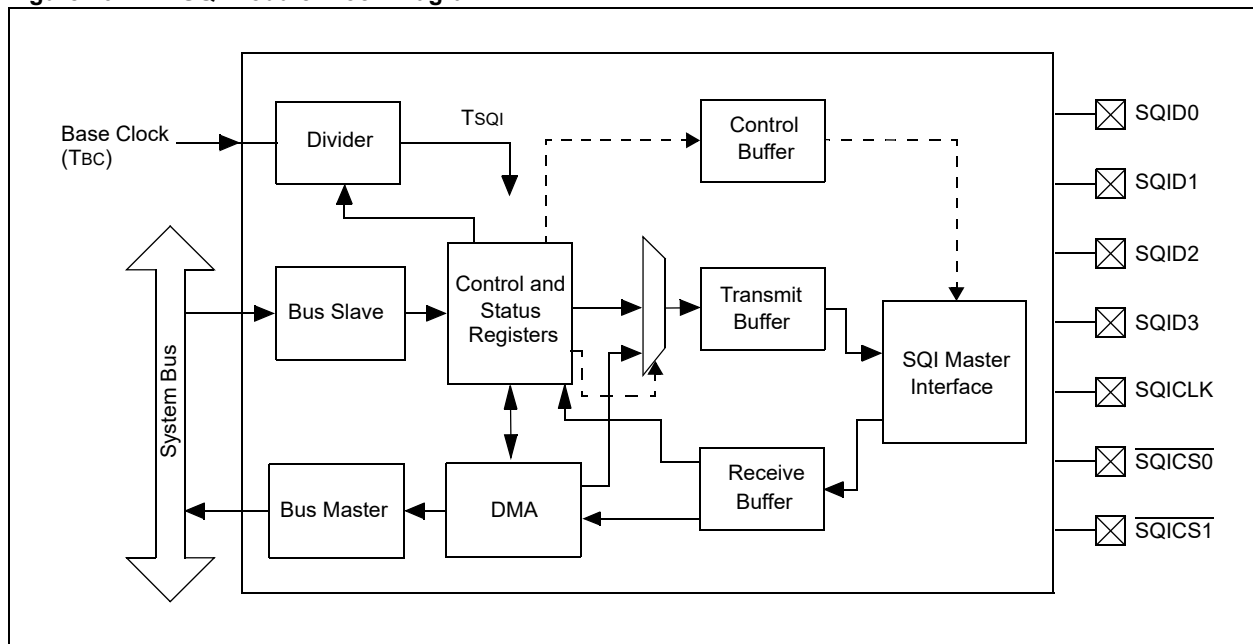 Base Clock
(TBC)
Divider
TSQI
Control
Buffer
System Bus
Bus Slave
Control and
Status
Registers
Transmit
Buffer
SQI Master
Interface
Bus Master
DMA
Receive
Buffer
SQID0
SQID1
SQID2
SQID3
SQICLK
SQICS0
SQICS1